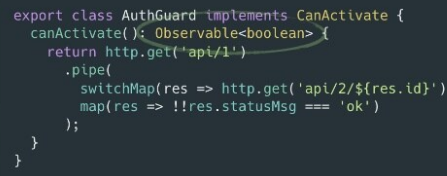 export class AuthGuard implements CanActivate {
canActivate(): Observable<boolean> {
return http.get('api/1')
.pipe(
switchMap(res => http.get('api/2/${res.id}')
map(res => !!res.statusMsg === 'ok')
);
}
}